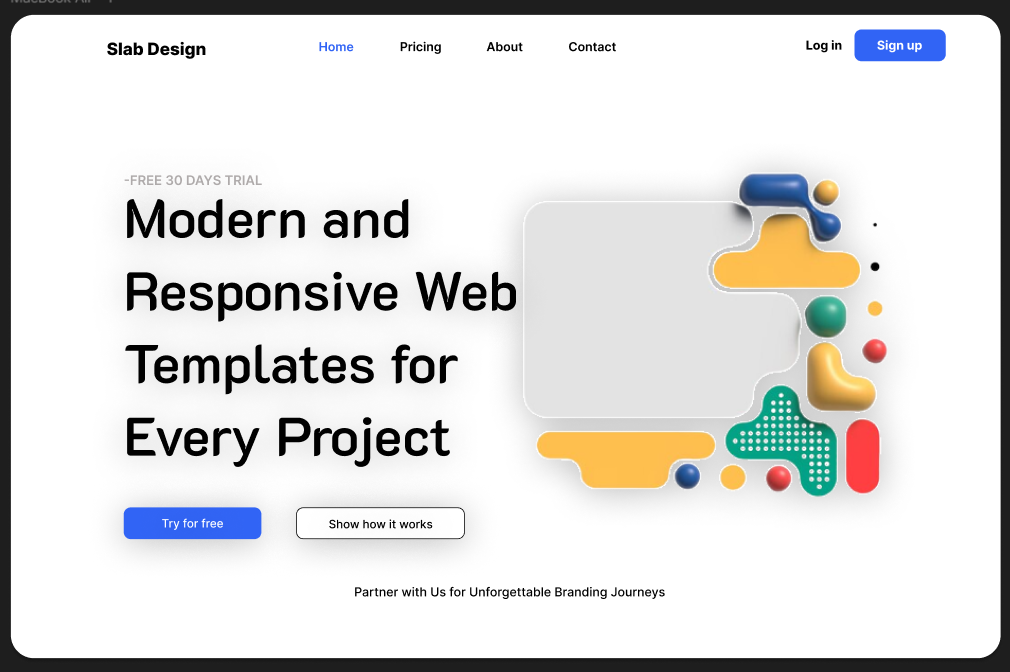 Slab Design
Home
Pricing
About
Contact
Log in
Sign up
-FREE 30 DAYS TRIAL
Modern and
Responsive Web
Templates for
Every Project
Try for free
Show how it works
Partner with Us for Unforgettable Branding Journeys